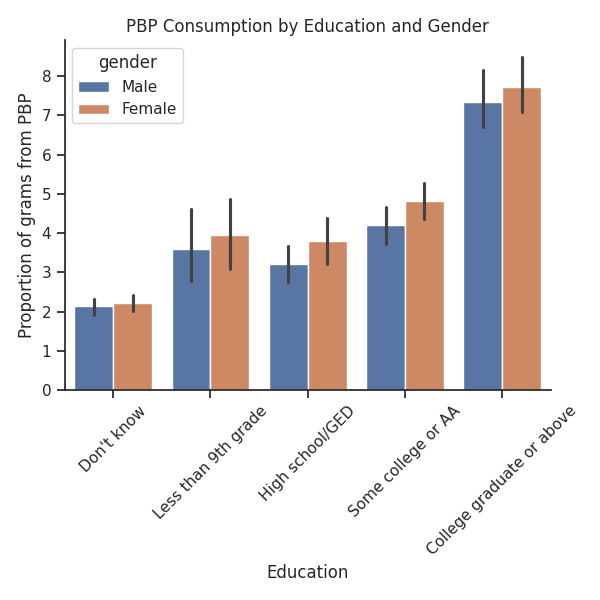 PBP Consumption by Education and Gender
gender
Male
Female
Proportion of grams from PBP
8
7
6
5
4
3
2
1
0
Don't know
Less than 9th grade
High school/GED
Some college or AA
College graduate or above
Education